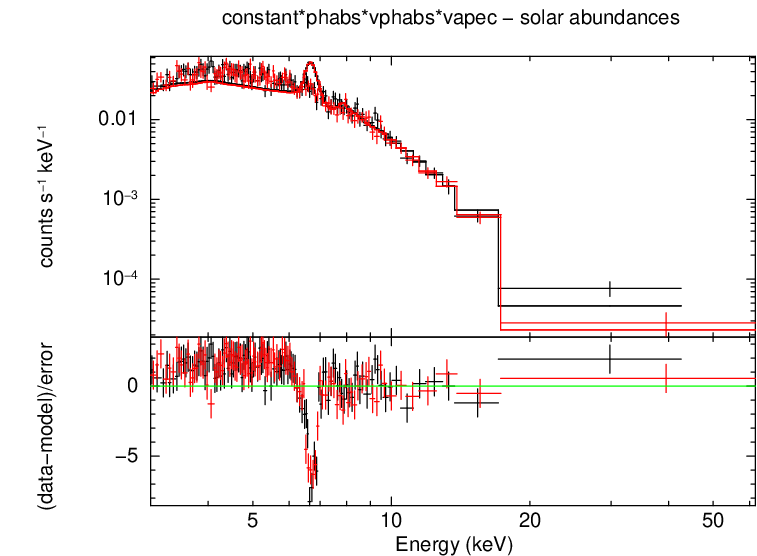 constant*phabs*vphabs*vapec − solar abundances
counts s⁻¹ keV⁻¹
0.01
10⁻³
10⁻⁴
(data−model)/error
0
−5
5 10 20 50
Energy (keV)